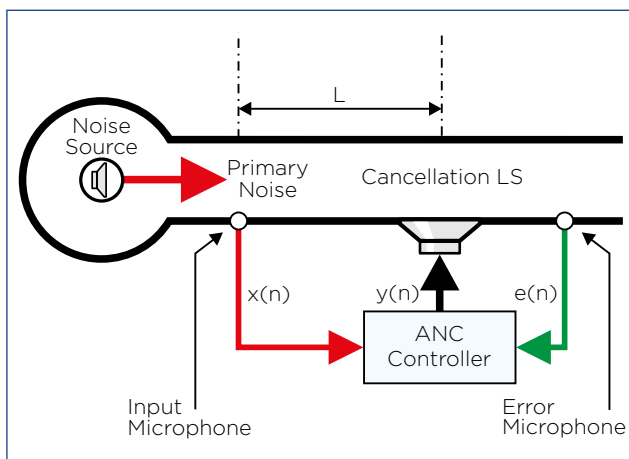 L
Noise
Source
Primary
Noise
Cancellation LS
x(n)
y(n)
e(n)
ANC
Controller
Input
Microphone
Error
Microphone